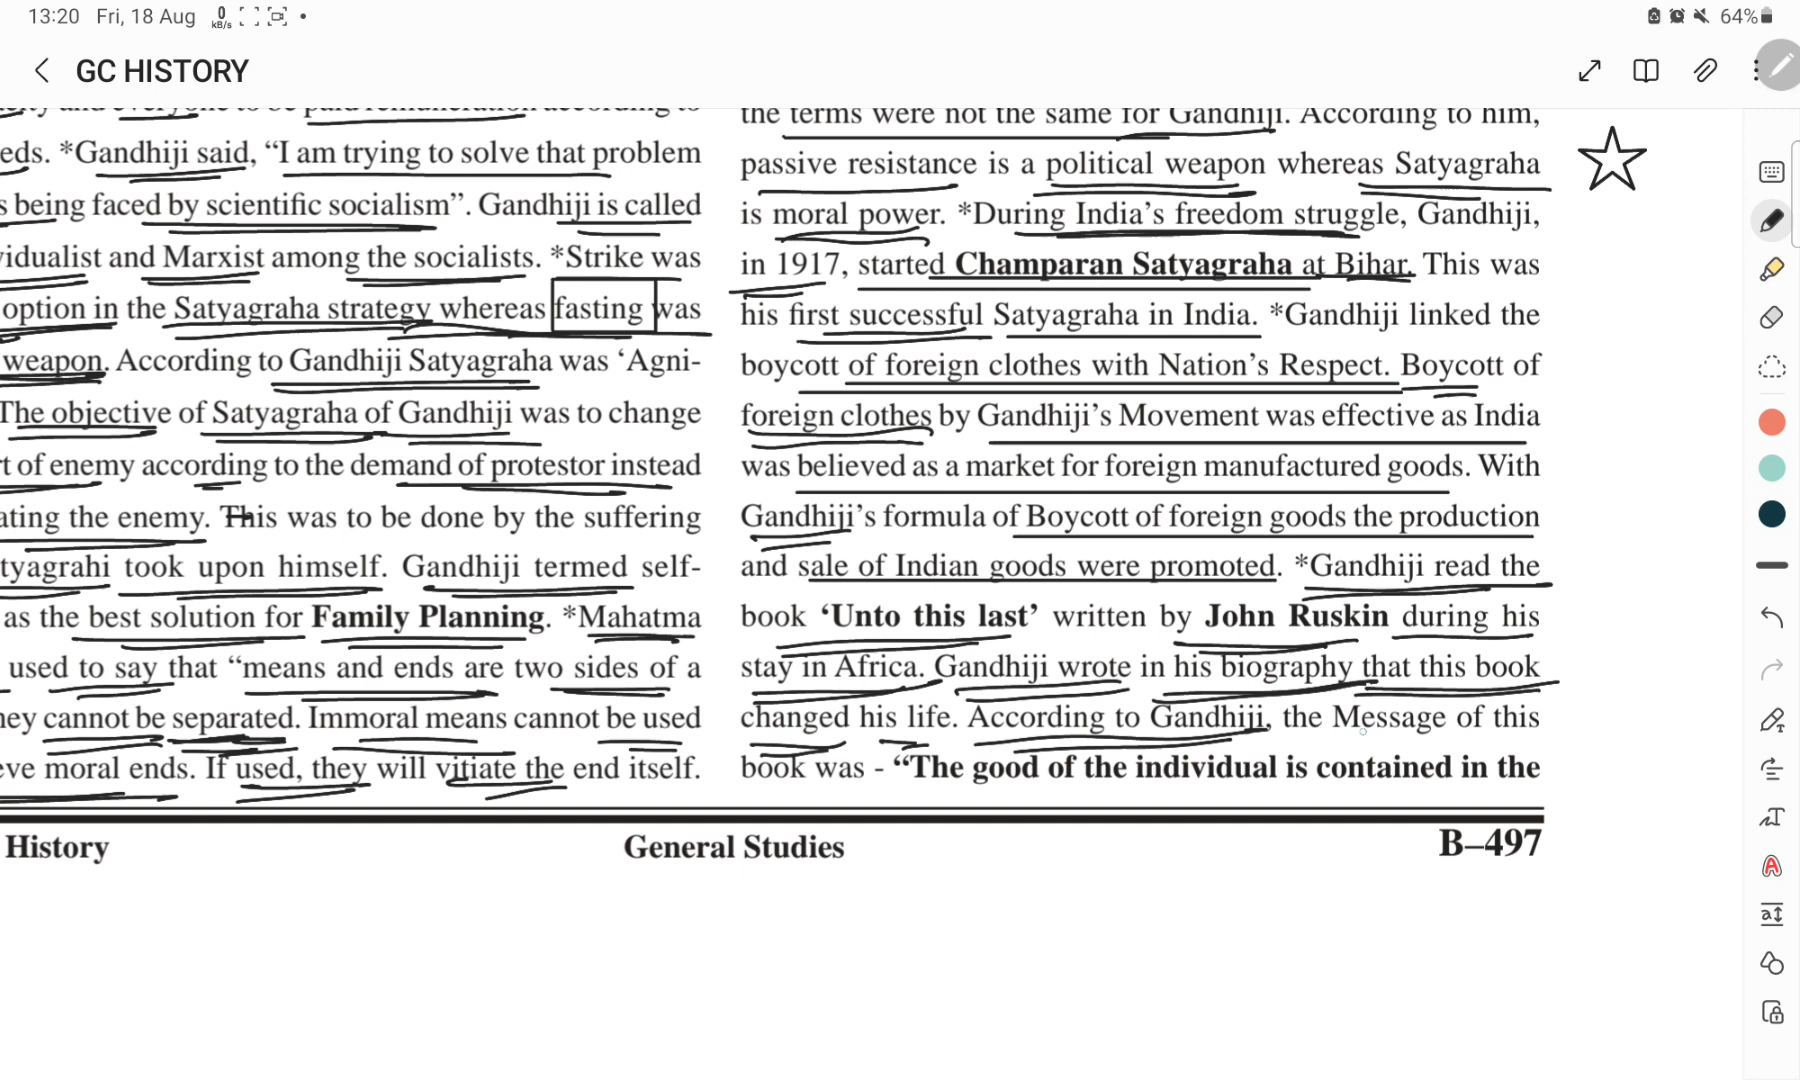 13:20 Fri, 18 Aug 0 kB/s 64%
GC HISTORY
eds. *Gandhiji said, “I am trying to solve that problem
s being faced by scientific socialism”. Gandhiji is called
vidualist and Marxist among the socialists. *Strike was
option in the Satyagraha strategy whereas fasting was
weapon. According to Gandhiji Satyagraha was ‘Agni-
The objective of Satyagraha of Gandhiji was to change
t of enemy according to the demand of protestor instead
ating the enemy. This was to be done by the suffering
tyagrahi took upon himself. Gandhiji termed self-
as the best solution for Family Planning. *Mahatma
used to say that “means and ends are two sides of a
hey cannot be separated. Immoral means cannot be used
eve moral ends. If used, they will vitiate the end itself.
the terms were not the same for Gandhiji. According to him,
passive resistance is a political weapon whereas Satyagraha
is moral power. *During India’s freedom struggle, Gandhiji,
in 1917, started Champaran Satyagraha at Bihar. This was
his first successful Satyagraha in India. *Gandhiji linked the
boycott of foreign clothes with Nation’s Respect. Boycott of
foreign clothes by Gandhiji’s Movement was effective as India
was believed as a market for foreign manufactured goods. With
Gandhiji’s formula of Boycott of foreign goods the production
and sale of Indian goods were promoted. *Gandhiji read the
book ‘Unto this last’ written by John Ruskin during his
stay in Africa. Gandhiji wrote in his biography that this book
changed his life. According to Gandhiji, the Message of this
book was - “The good of the individual is contained in the
History General Studies B–497